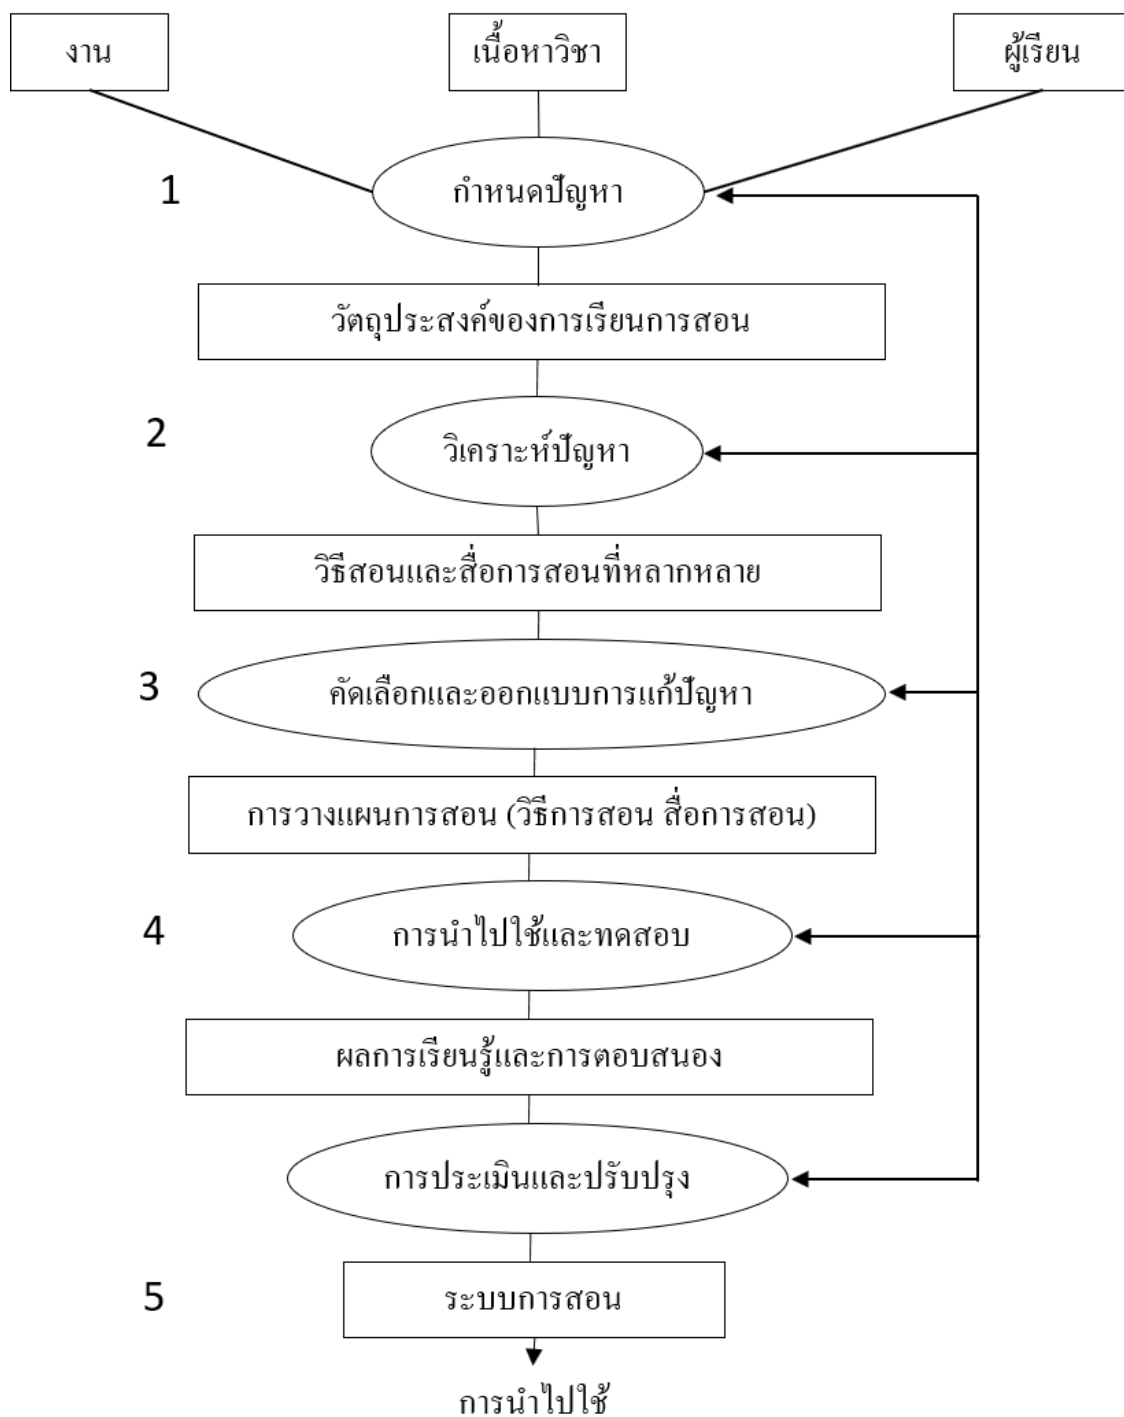 งาน
เนื้อหาวิชา
ผู้เรียน
1
กำหนดปัญหา
วัตถุประสงค์ของการเรียนการสอน
2
วิเคราะห์ปัญหา
วิธีสอนและสื่อการสอนที่หลากหลาย
3
คัดเลือกและออกแบบการแก้ปัญหา
การวางแผนการสอน (วิธีการสอน สื่อการสอน)
4
การนำไปใช้และทดสอบ
ผลการเรียนรู้และการตอบสนอง
การประเมินและปรับปรุง
5
ระบบการสอน
การนำไปใช้